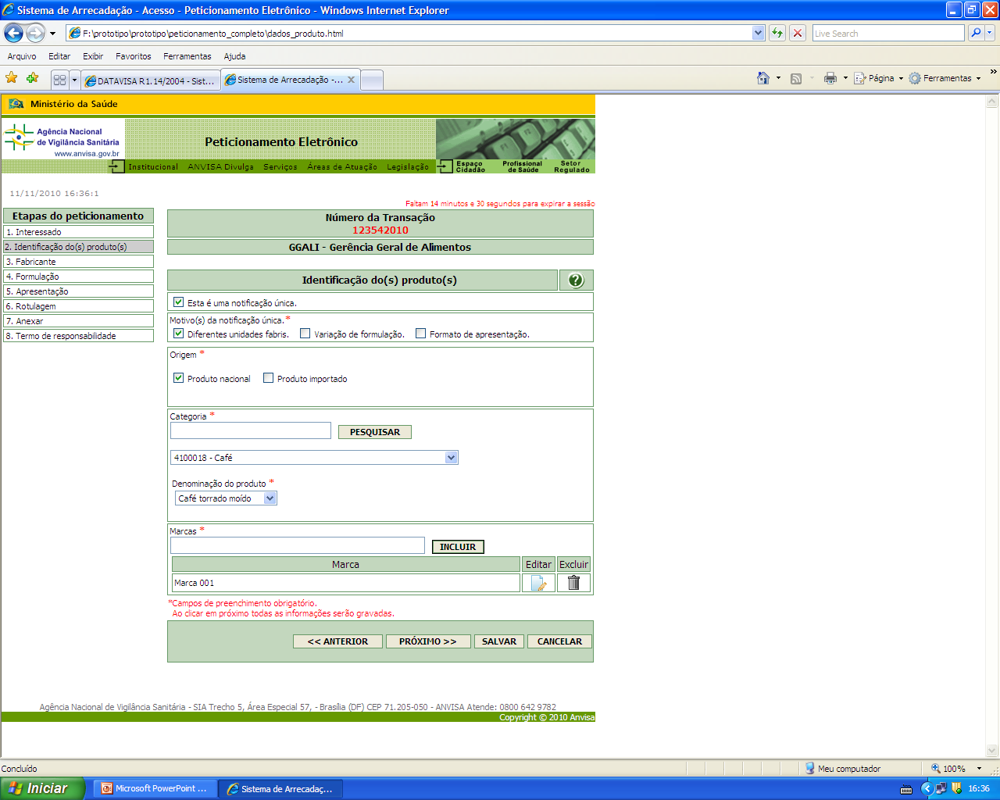 Sistema de Arrecadação - Acesso - Peticionamento Eletrônico - Windows Internet Explorer
F:\prototipo\prototipo\peticionamento_completo\dados_produto.html
Live Search
Arquivo Editar Exibir Favoritos Ferramentas Ajuda
DATAVISA R1.14/2004 - Sist...
Sistema de Arrecadação -...
Página
Ferramentas
Ministério da Saúde
Agência Nacional
de Vigilância Sanitária
www.anvisa.gov.br
Peticionamento Eletrônico
Institucional ANVISA Divulga Serviços Áreas de Atuação Legislação
Espaço Cidadão
Profissional de Saúde
Setor Regulado
11/11/2010 16:36:1
Faltam 14 minutos e 30 segundos para expirar a sessão
Etapas do peticionamento
1. Interessado
2. Identificação do(s) produto(s)
3. Fabricante
4. Formulação
5. Apresentação
6. Rotulagem
7. Anexar
8. Termo de responsabilidade
Número da Transação
123542010
GGALI - Gerência Geral de Alimentos
Identificação do(s) produto(s)
?
Esta é uma notificação única.
Motivo(s) da notificação única.*
Diferentes unidades fabris. Variação de formulação. Formato de apresentação.
Origem *
Produto nacional Produto importado
Categoria *
PESQUISAR
4100018 - Café
Denominação do produto *
Café torrado moído
Marcas *
INCLUIR
Marca Editar Excluir
Marca 001
*Campos de preenchimento obrigatório.
Ao clicar em próximo todas as informações serão gravadas.
<< ANTERIOR PRÓXIMO >> SALVAR CANCELAR
Agência Nacional de Vigilância Sanitária - SIA Trecho 5, Área Especial 57, - Brasília (DF) CEP 71.205-050 - ANVISA Atende: 0800 642 9782
Copyright © 2010 Anvisa
Concluído
Meu computador
100%
Iniciar
Microsoft PowerPoint ...
Sistema de Arrecadaç...
16:36